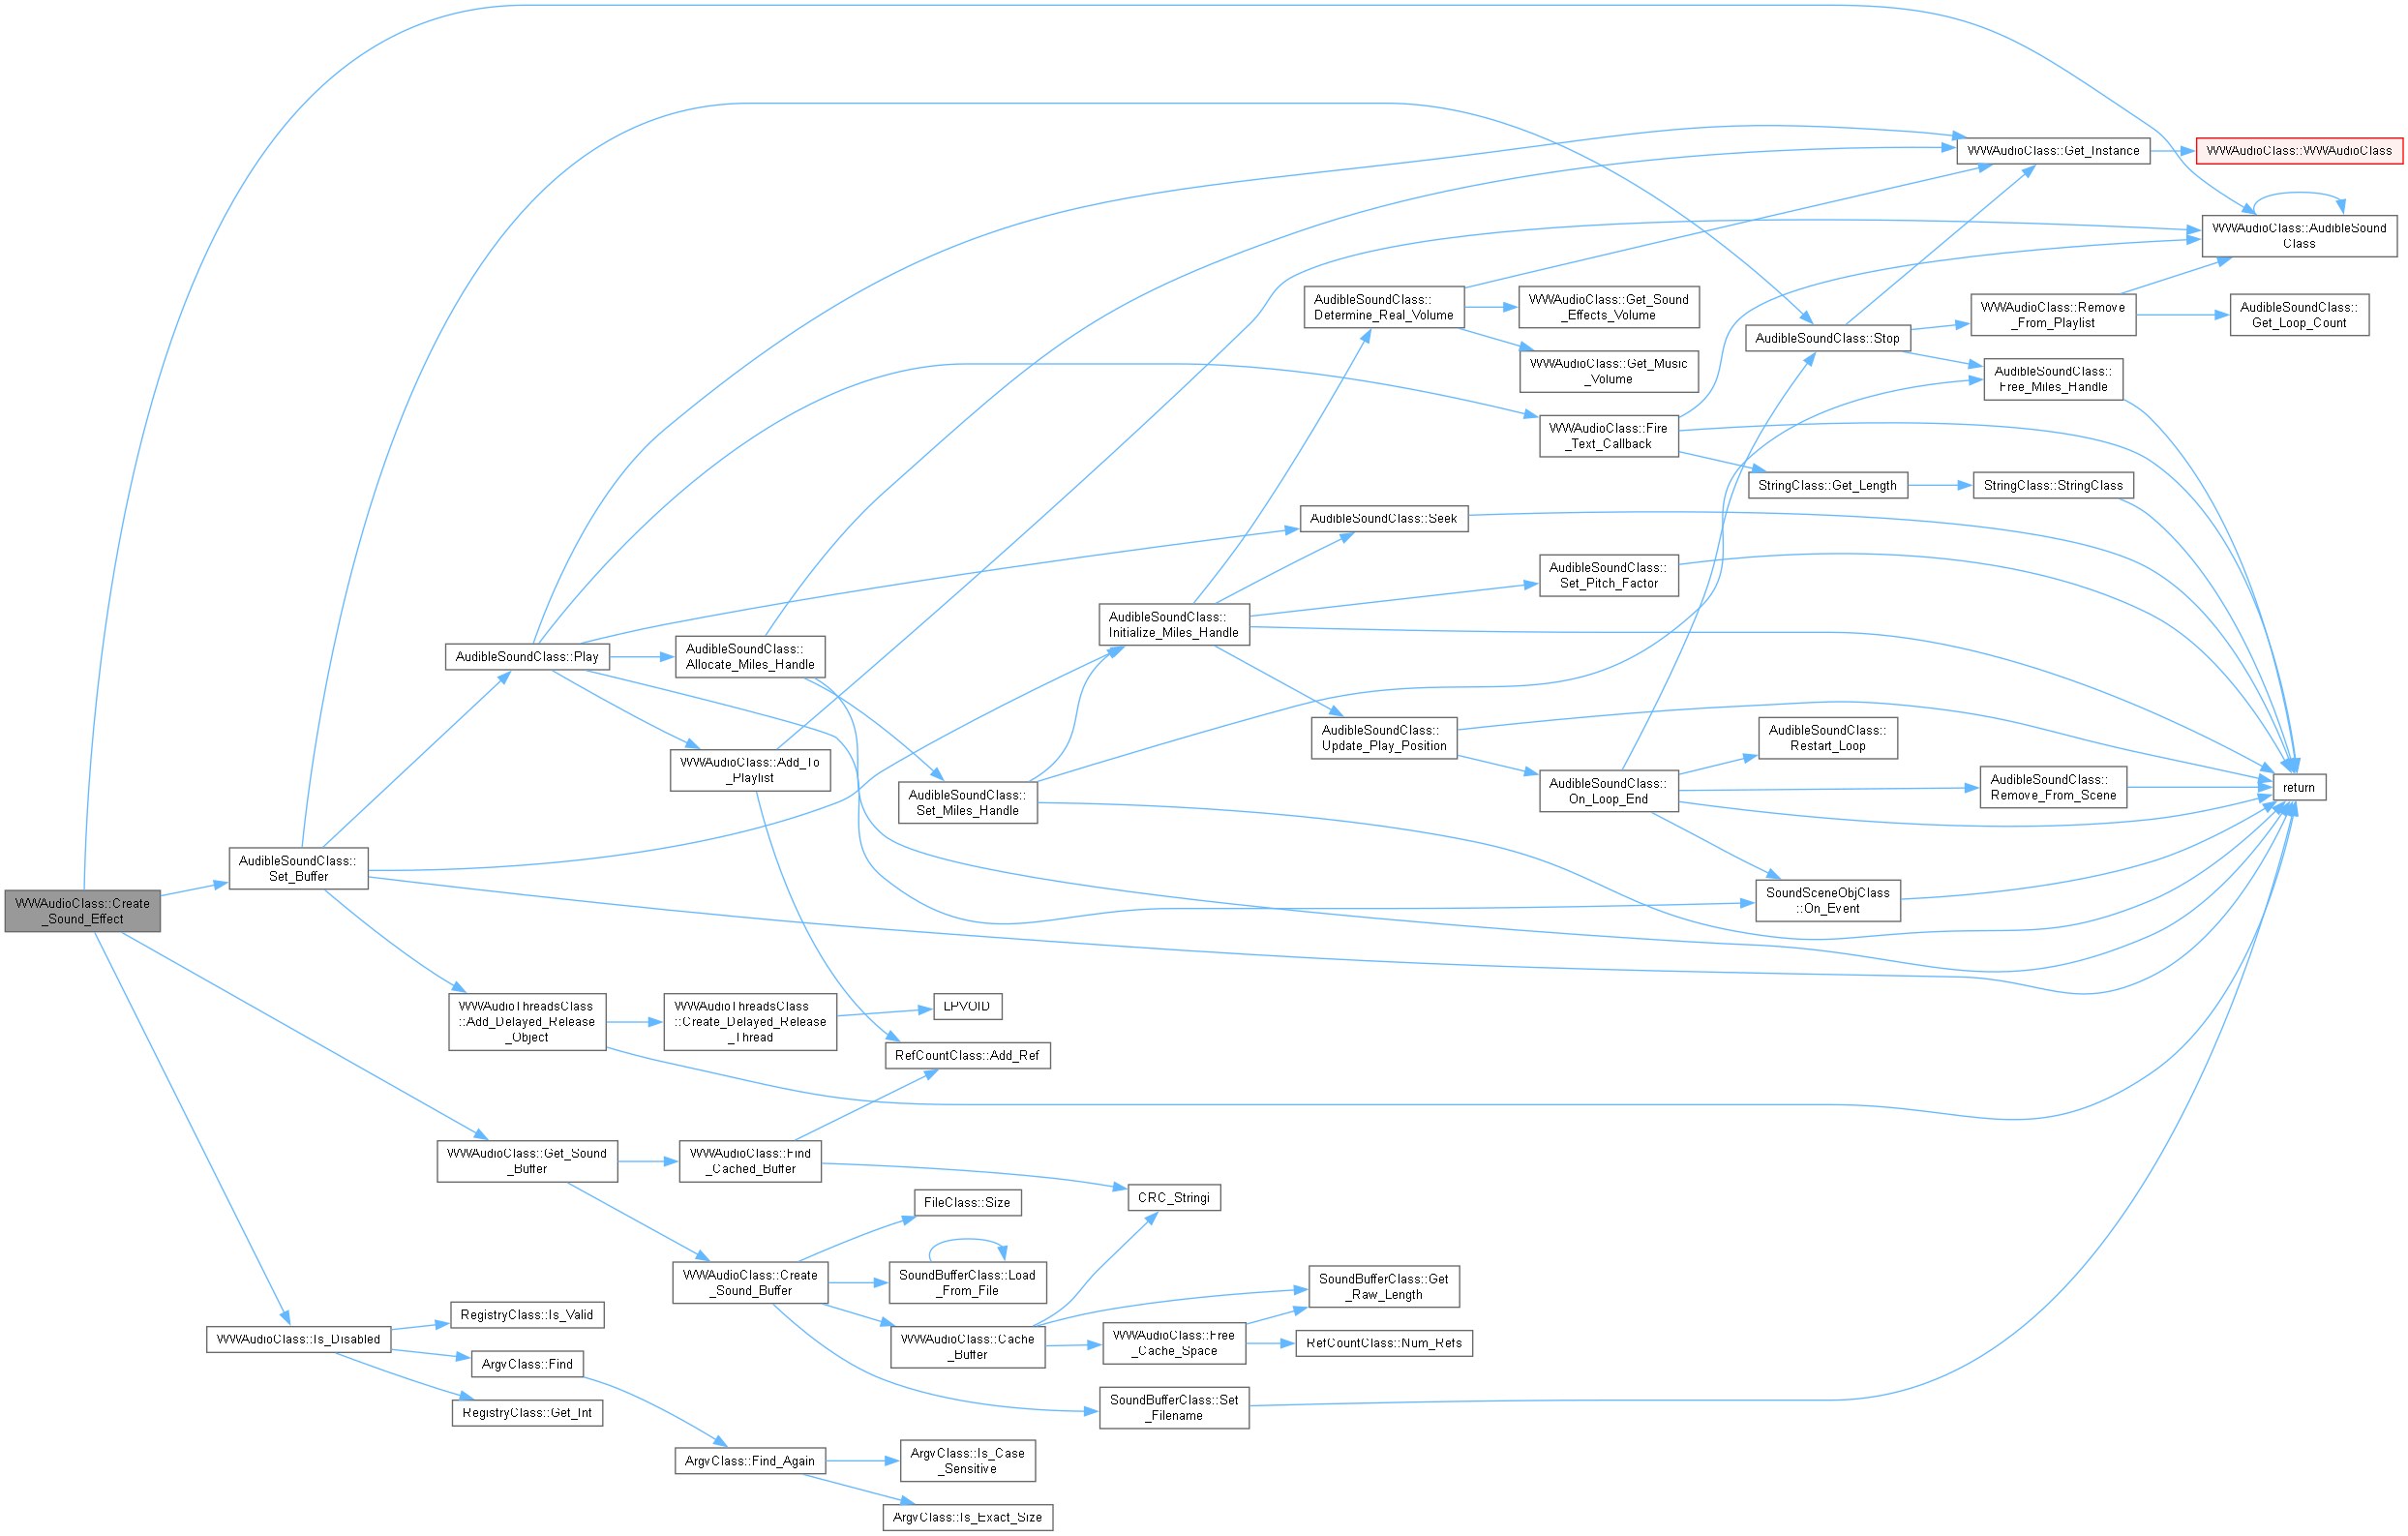 WWAudioClass::Get_Instance
WWAudioClass::WWAudioClass
WWAudioClass::AudibleSound
Class
AudibleSoundClass::
Determine_Real_Volume
WWAudioClass::Get_Sound
_Effects_Volume
WWAudioClass::Remove
_From_Playlist
AudibleSoundClass::
Get_Loop_Count
AudibleSoundClass::Stop
WWAudioClass::Get_Music
_Volume
AudibleSoundClass::
Free_Miles_Handle
WWAudioClass::Fire
_Text_Callback
StringClass::Get_Length
StringClass::StringClass
AudibleSoundClass::Seek
AudibleSoundClass::
Set_Pitch_Factor
AudibleSoundClass::
Initialize_Miles_Handle
AudibleSoundClass::Play
AudibleSoundClass::
Allocate_Miles_Handle
AudibleSoundClass::
Update_Play_Position
AudibleSoundClass::
Restart_Loop
WWAudioClass::Add_To
_Playlist
AudibleSoundClass::
Set_Miles_Handle
AudibleSoundClass::
On_Loop_End
AudibleSoundClass::
Remove_From_Scene
return
AudibleSoundClass::
Set_Buffer
WWAudioClass::Create
_Sound_Effect
SoundSceneObjClass
::On_Event
WWAudioThreadsClass
::Add_Delayed_Release
_Object
WWAudioThreadsClass
::Create_Delayed_Release
_Thread
LPVOID
RefCountClass::Add_Ref
WWAudioClass::Get_Sound
_Buffer
WWAudioClass::Find
_Cached_Buffer
CRC_Stringi
FileClass::Size
WWAudioClass::Create
_Sound_Buffer
SoundBufferClass::Load
_From_File
SoundBufferClass::Get
_Raw_Length
WWAudioClass::Is_Disabled
RegistryClass::Is_Valid
WWAudioClass::Cache
_Buffer
WWAudioClass::Free
_Cache_Space
RefCountClass::Num_Refs
ArgvClass::Find
RegistryClass::Get_Int
SoundBufferClass::Set
_Filename
ArgvClass::Find_Again
ArgvClass::Is_Case
_Sensitive
ArgvClass::Is_Exact_Size